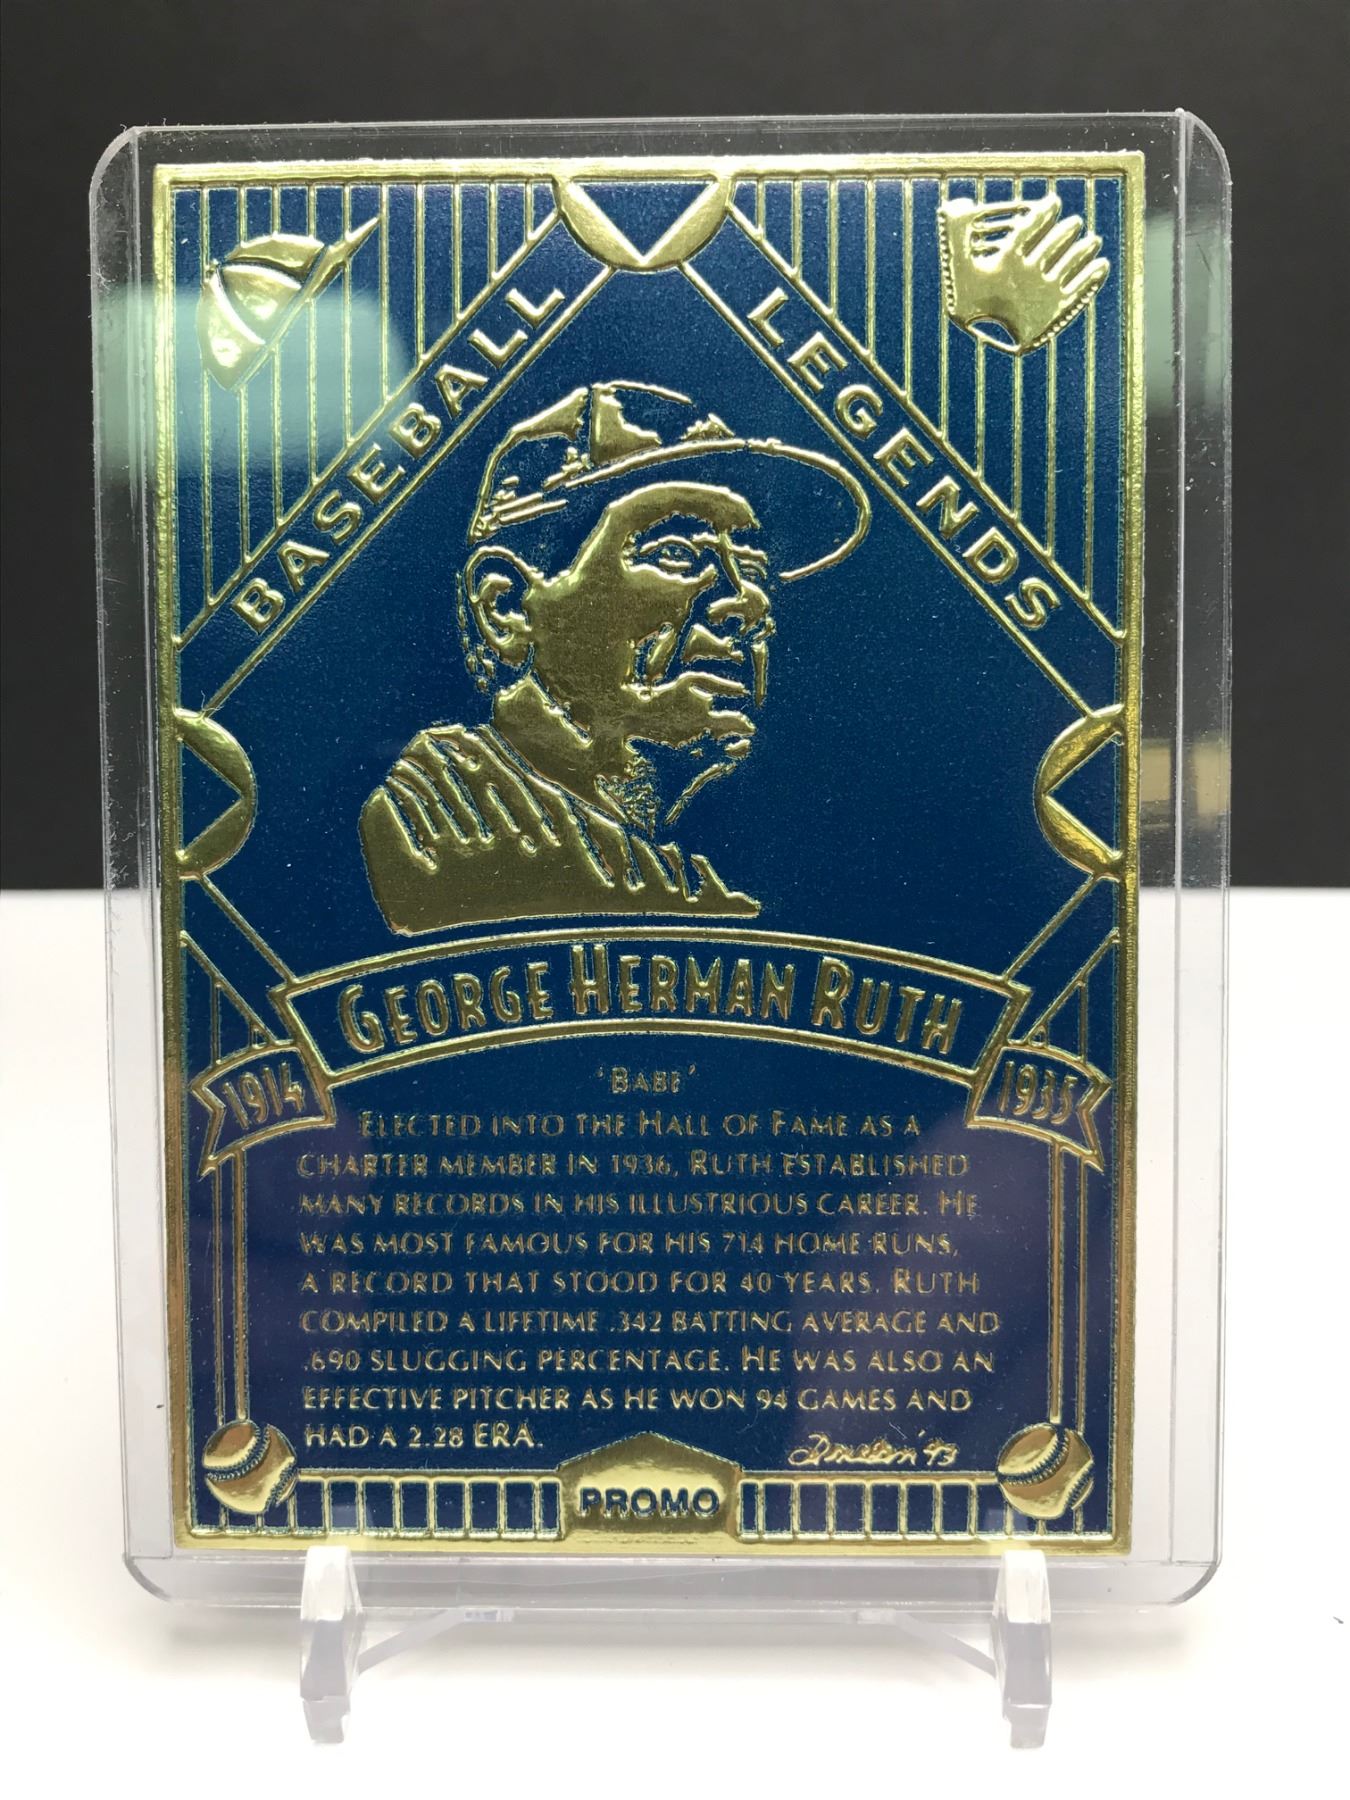 BASEBALL LEGENDS
GEORGE HERMAN RUTH
1914 1935
'BABE'
ELECTED INTO THE HALL OF FAME AS A
CHARTER MEMBER IN 1936, RUTH ESTABLISHED
MANY RECORDS IN HIS ILLUSTRIOUS CAREER. HE
WAS MOST FAMOUS FOR HIS 714 HOME RUNS,
A RECORD THAT STOOD FOR 40 YEARS. RUTH
COMPILED A LIFETIME .342 BATTING AVERAGE AND
.690 SLUGGING PERCENTAGE. HE WAS ALSO AN
EFFECTIVE PITCHER AS HE WON 94 GAMES AND
HAD A 2.28 ERA.
'93
PROMO